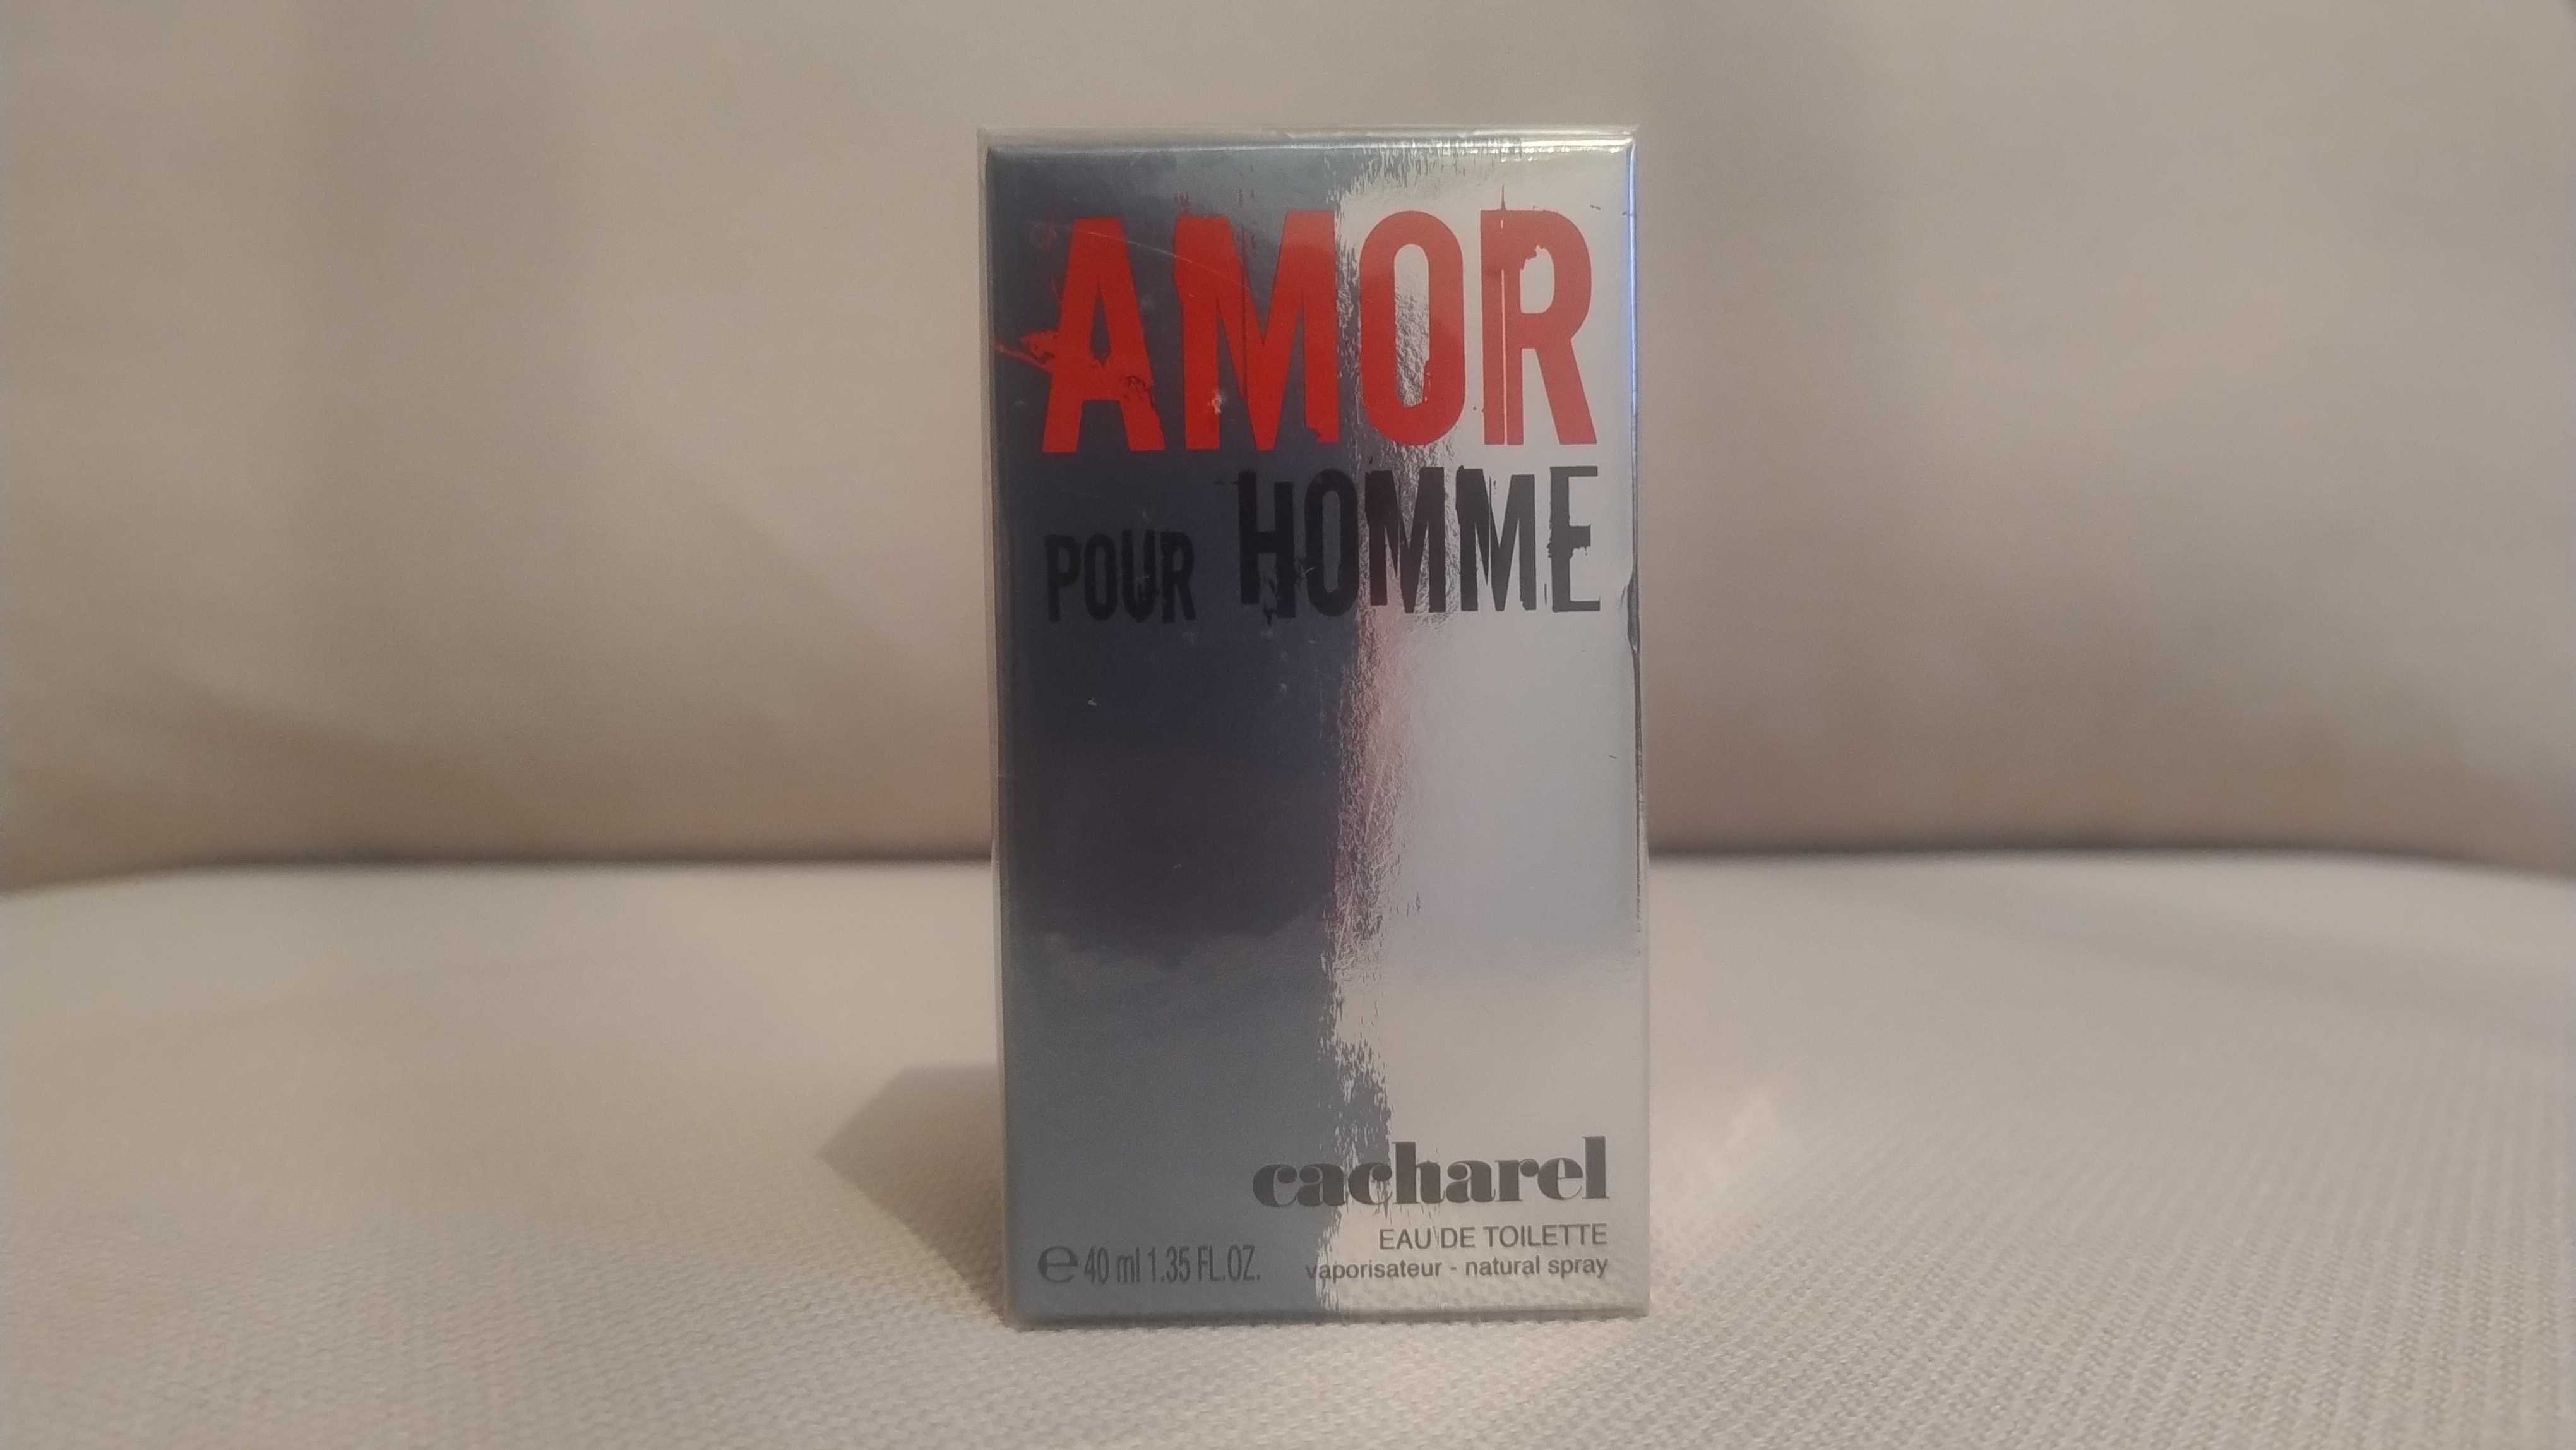 AMOR
POUR HOMME
cacharel
EAU DE TOILETTE
℮ 40 ml 1.35 FL.OZ. vaporisateur - natural spray